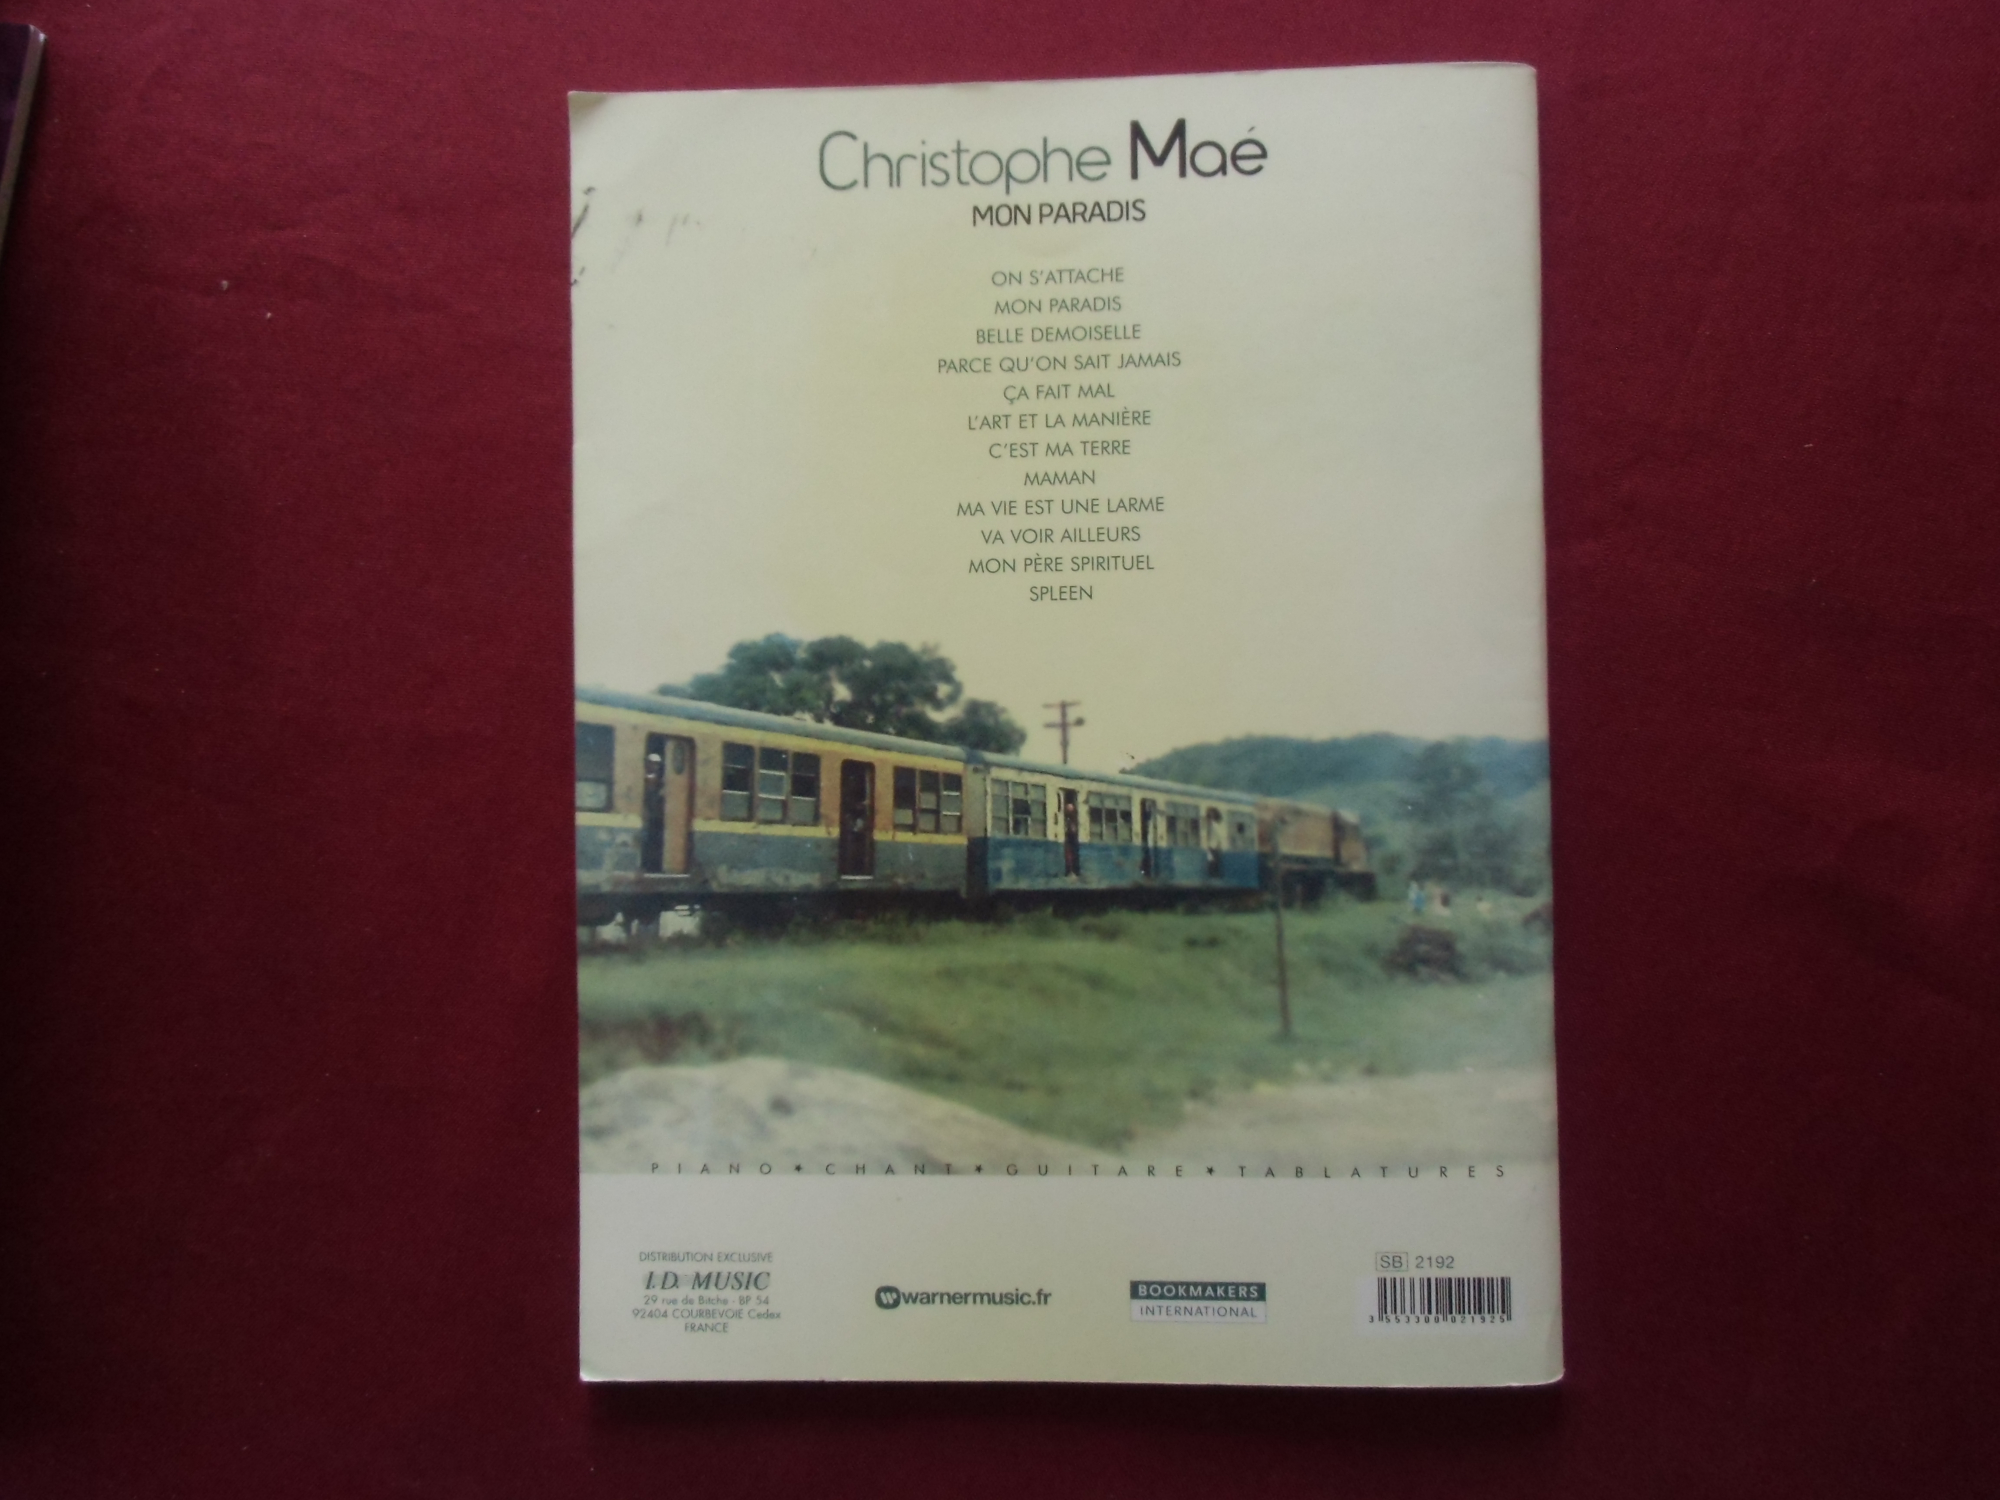 Christophe Maé
MON PARADIS
ON S'ATTACHE
MON PARADIS
BELLE DEMOISELLE
PARCE QU'ON SAIT JAMAIS
ÇA FAIT MAL
L'ART ET LA MANIÈRE
C'EST MA TERRE
MAMAN
MA VIE EST UNE LARME
VA VOIR AILLEURS
MON PÈRE SPIRITUEL
SPLEEN
PIANO * CHANT * GUITARE * TABLATURES
DISTRIBUTION EXCLUSIVE
I.D. MUSIC
29 rue de Bitche - BP 54
92404 COURBEVOIE Cedex
FRANCE
warnermusic.fr
BOOKMAKERS
INTERNATIONAL
SB 2192
3 553300 021925